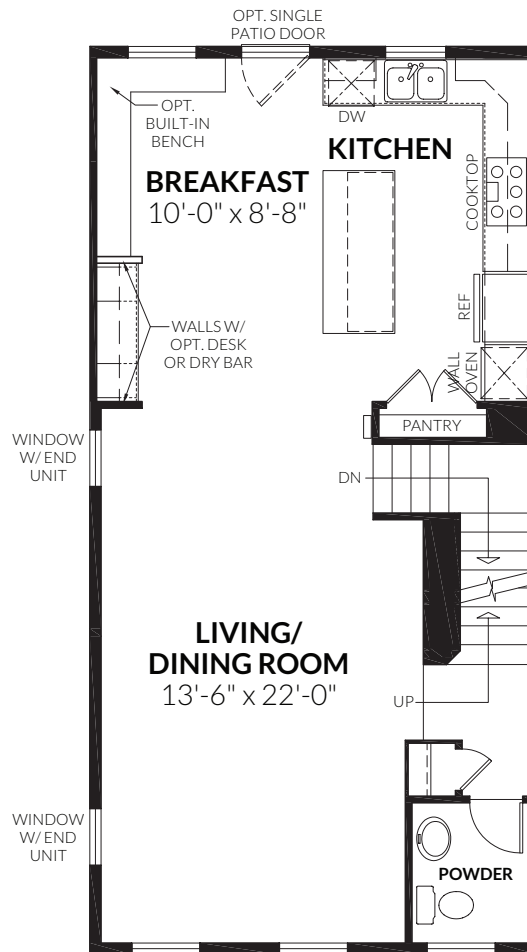 OPT. SINGLE
PATIO DOOR
OPT.
BUILT-IN
BENCH
DW
KITCHEN
BREAKFAST
10'-0" x 8'-8"
COOKTOP
WALLS W/
OPT. DESK
OR DRY BAR
REF
WALL
OVEN
PANTRY
WINDOW
W/ END
UNIT
DN
LIVING/
DINING ROOM
13'-6" x 22'-0"
UP
WINDOW
W/ END
UNIT
POWDER